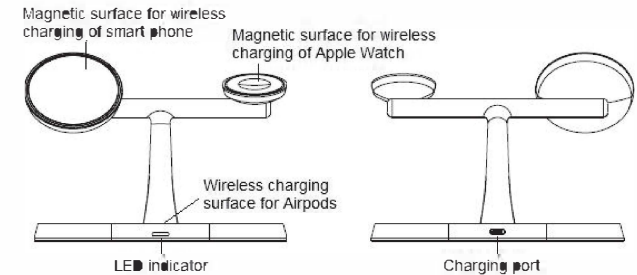 Magnetic surface for wireless
charging of smart phone
Magnetic surface for wireless
charging of Apple Watch
Wireless charging
surface for Airpods
LED indicator
Charging port